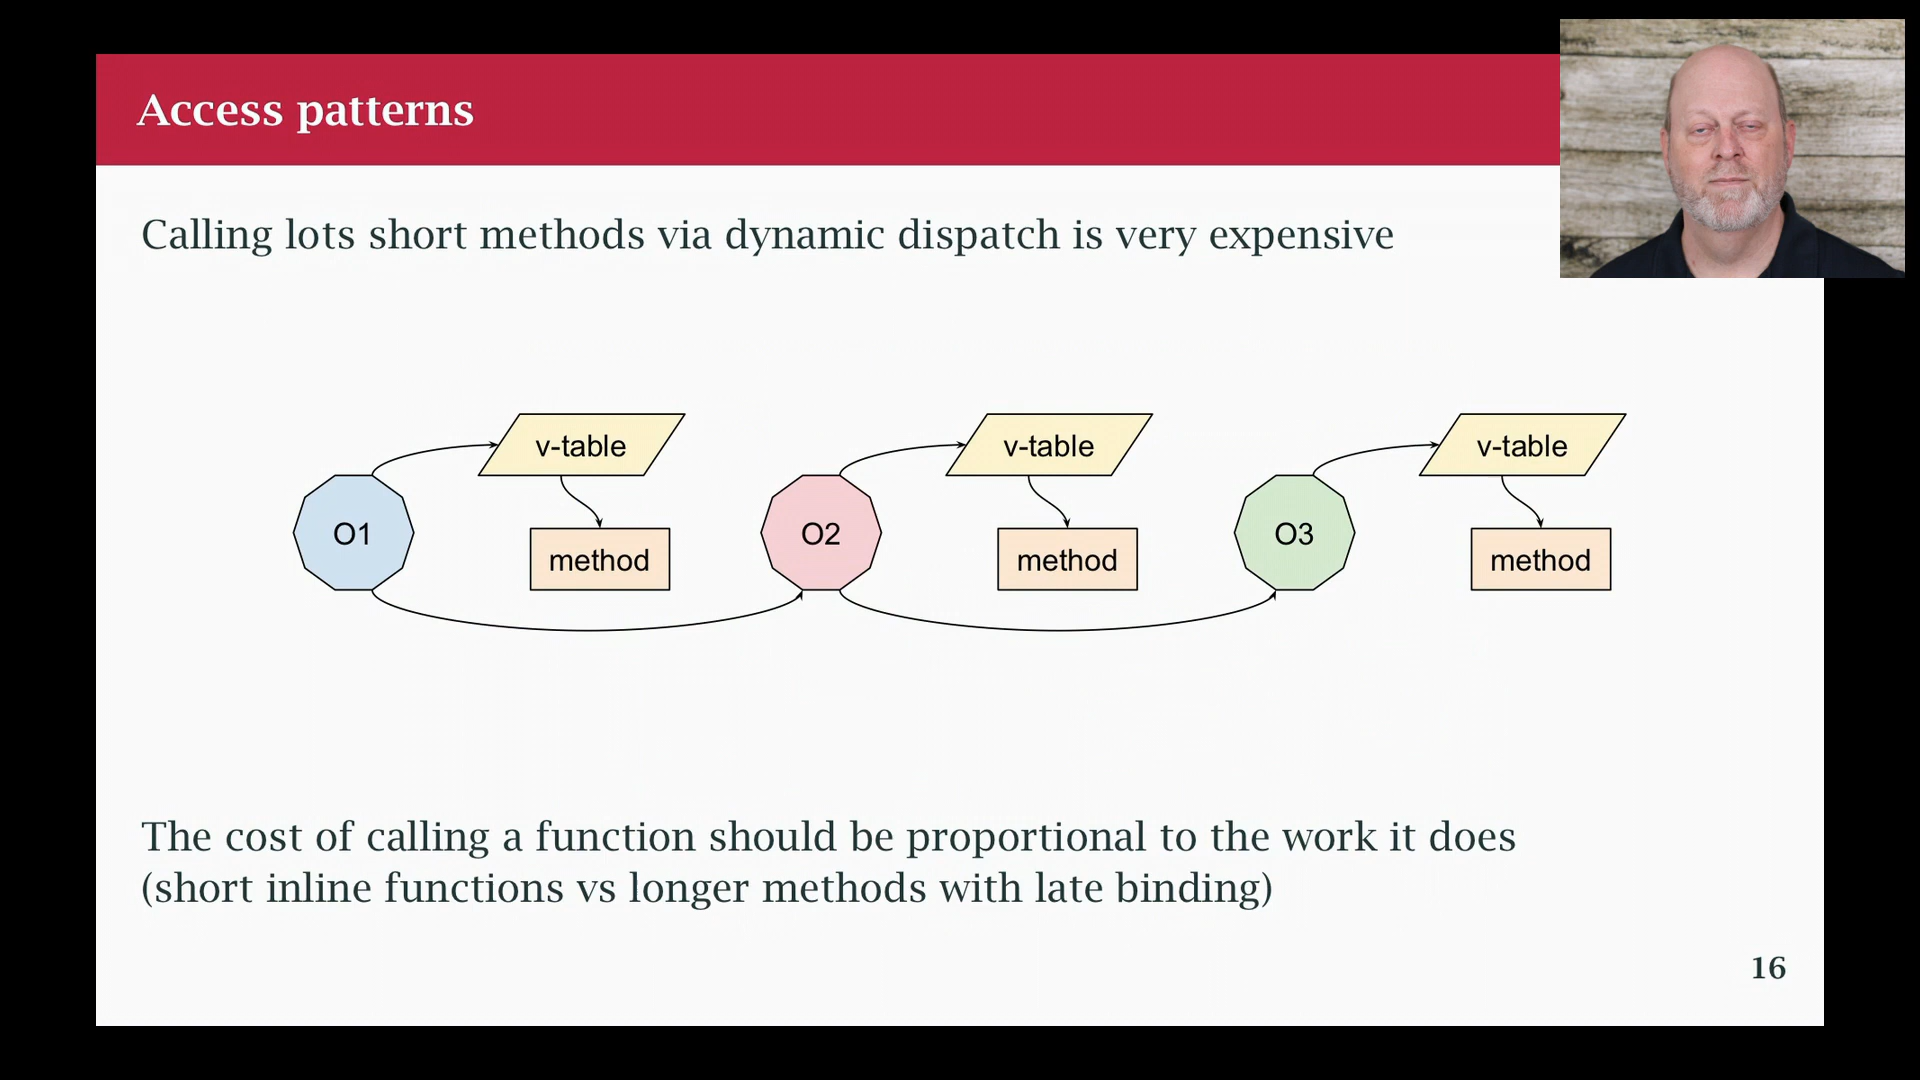 Access patterns
Calling lots short methods via dynamic dispatch is very expensive
v-table
v-table
v-table
O1
method
O2
method
O3
method
The cost of calling a function should be proportional to the work it does
(short inline functions vs longer methods with late binding)
16